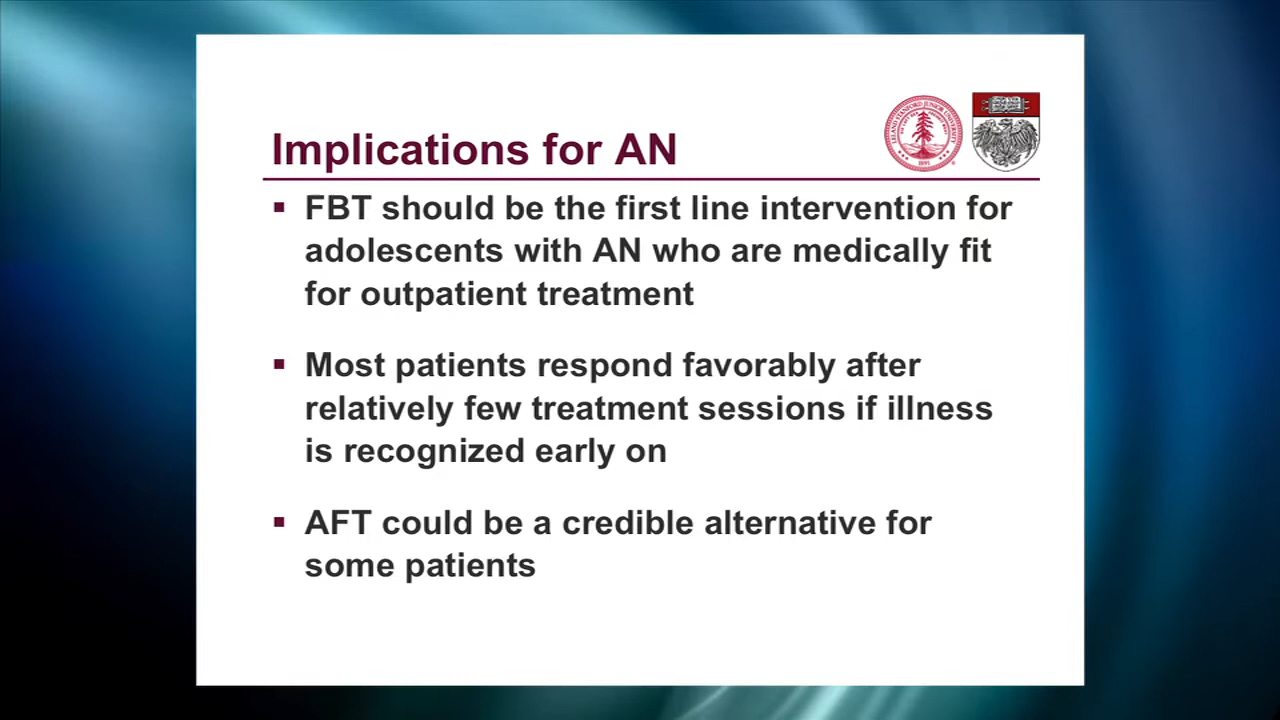 Implications for AN
▪ FBT should be the first line intervention for
adolescents with AN who are medically fit
for outpatient treatment
▪ Most patients respond favorably after
relatively few treatment sessions if illness
is recognized early on
▪ AFT could be a credible alternative for
some patients